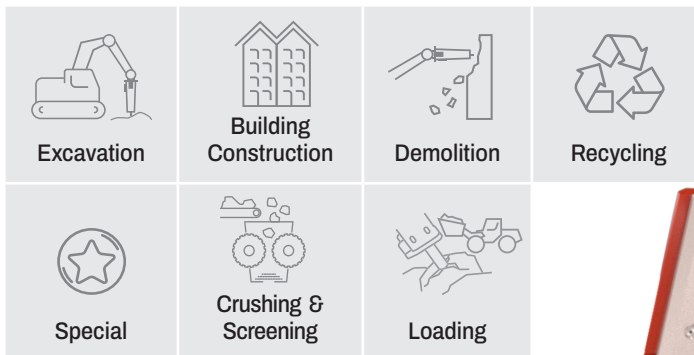 Excavation
Building
Construction
Demolition
Recycling
Special
Crushing &
Screening
Loading